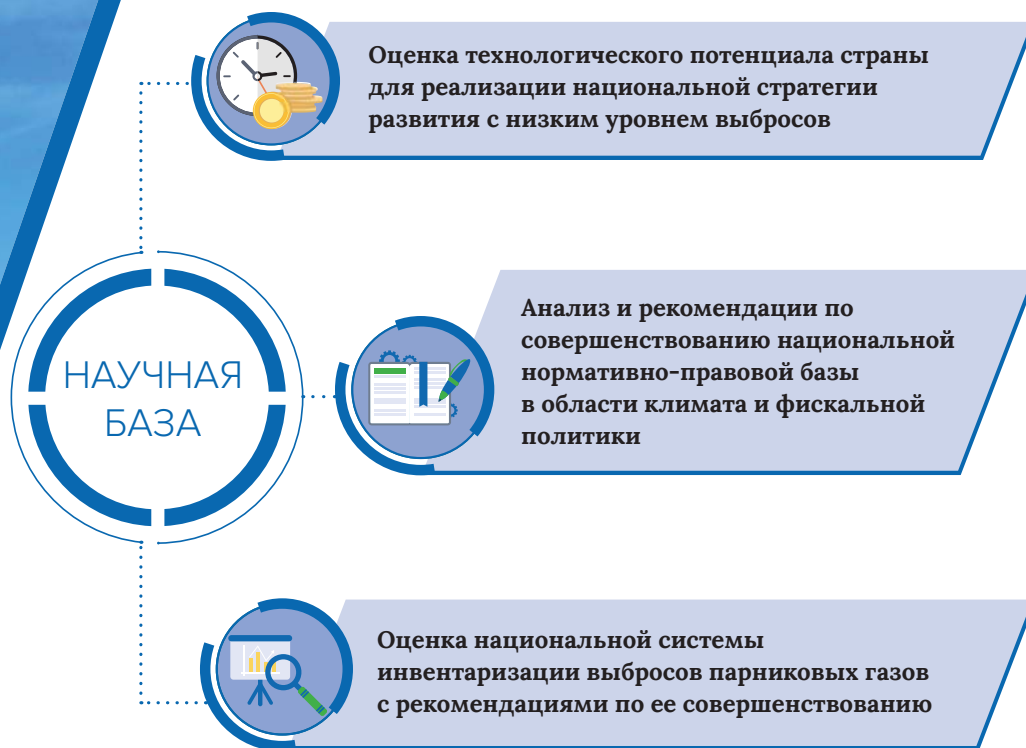 Оценка технологического потенциала страны
для реализации национальной стратегии
развития с низким уровнем выбросов
НАУЧНАЯ
БАЗА
Анализ и рекомендации по
совершенствованию национальной
нормативно-правовой базы
в области климата и фискальной
политики
Оценка национальной системы
инвентаризации выбросов парниковых газов
с рекомендациями по ее совершенствованию